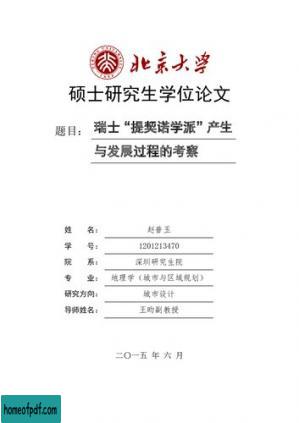 北京大学
硕士研究生学位论文
题目： 瑞士“提契诺学派”产生
与发展过程的考察
姓 名： 赵普玉
学 号： 1201213470
院 系： 深圳研究生院
专 业： 地理学（城市与区域规划）
研究方向： 城市设计
导师姓名： 王昀副教授
二〇一五 年 六 月
homeofpdf.com